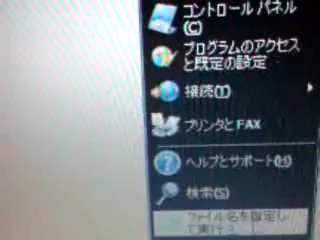 コントロール パネル
(C)
プログラムのアクセス
と既定の設定
接続(T)
プリンタと FAX
ヘルプとサポート(H)
検索(S)
ファイル名を指定し
て実行